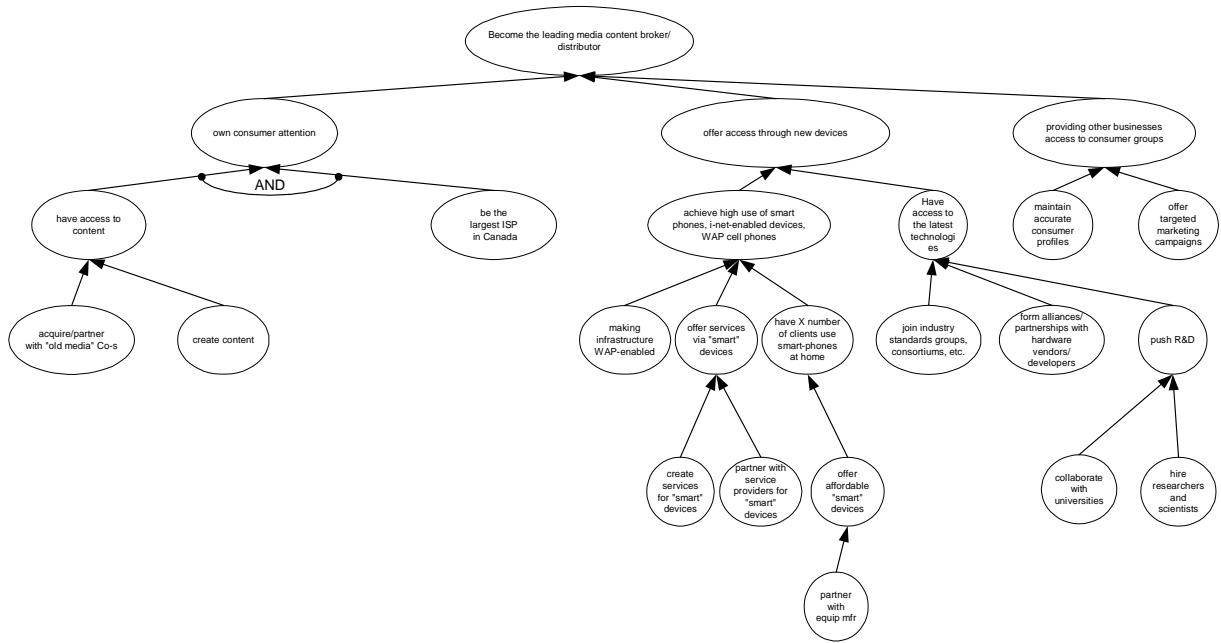 Become the leading media content broker/
distributor
own consumer attention
offer access through new devices
providing other businesses
access to consumer groups
AND
have access to
content
be the
largest ISP
in Canada
achieve high use of smart
phones, i-net-enabled devices,
WAP cell phones
Have
access to
the latest
technologi
es
maintain
accurate
consumer
profiles
offer
targeted
marketing
campaigns
acquire/partner
with "old media" Co-s
create content
making
infrastructure
WAP-enabled
offer services
via "smart"
devices
have X number
of clients use
smart-phones
at home
join industry
standards groups,
consortiums, etc.
form alliances/
partnerships with
hardware
vendors/
developers
push R&D
create
services
for "smart"
devices
partner with
service
providers for
"smart"
devices
offer
affordable
"smart"
devices
collaborate
with
universities
hire
researchers
and
scientists
partner
with
equip mfr